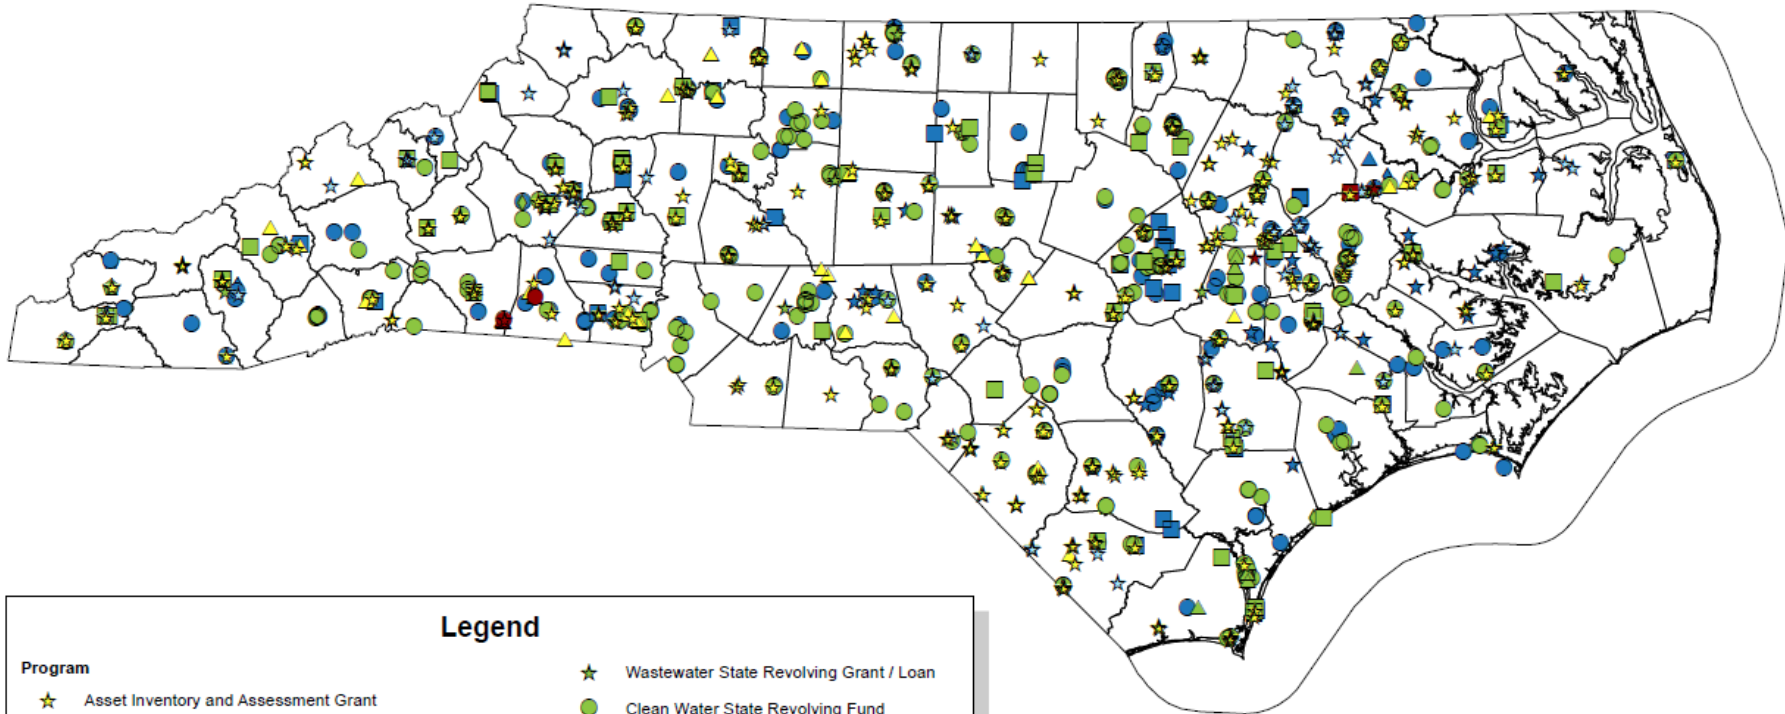 Legend
Program
Asset Inventory and Assessment Grant
Wastewater State Revolving Grant / Loan
Clean Water State Revolving Fund